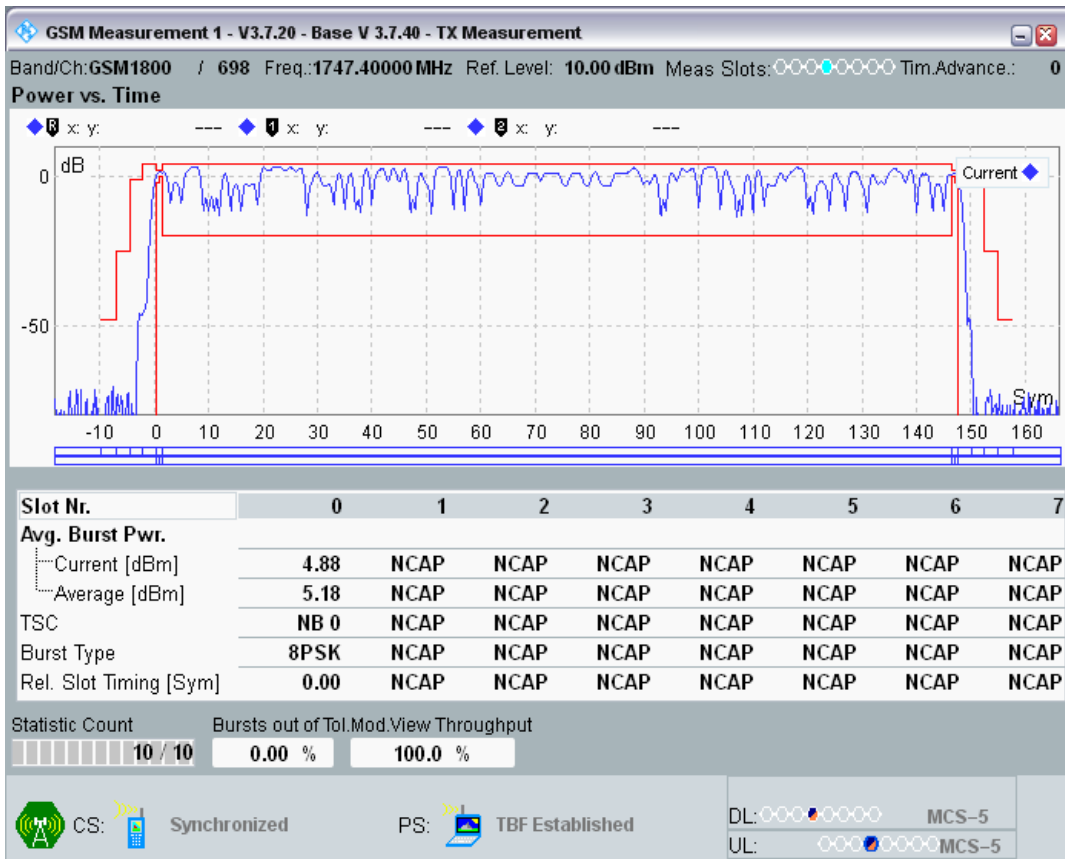 GSM Measurement 1 - V3.7.20 - Base V 3.7.40 - TX Measurement
Band/Ch:GSM1800 / 698 Freq.:1747.40000 MHz Ref. Level: 10.00 dBm Meas Slots: Tim.Advance.: 0
Power vs. Time
R x: y: --- 1 x: y: --- 2 x: y: ---
dB
Current
0
-50
Sym
-10 0 10 20 30 40 50 60 70 80 90 100 110 120 130 140 150 160
Slot Nr. 0 1 2 3 4 5 6 7
Avg. Burst Pwr.
Current [dBm] 4.88 NCAP NCAP NCAP NCAP NCAP NCAP NCAP
Average [dBm] 5.18 NCAP NCAP NCAP NCAP NCAP NCAP NCAP
TSC NB 0 NCAP NCAP NCAP NCAP NCAP NCAP NCAP
Burst Type 8PSK NCAP NCAP NCAP NCAP NCAP NCAP NCAP
Rel. Slot Timing [Sym] 0.00 NCAP NCAP NCAP NCAP NCAP NCAP NCAP
Statistic Count Bursts out of Tol.Mod.View Throughput
10 / 10 0.00 % 100.0 %
CS: Synchronized PS: TBF Established
DL: MCS-5
UL: MCS-5